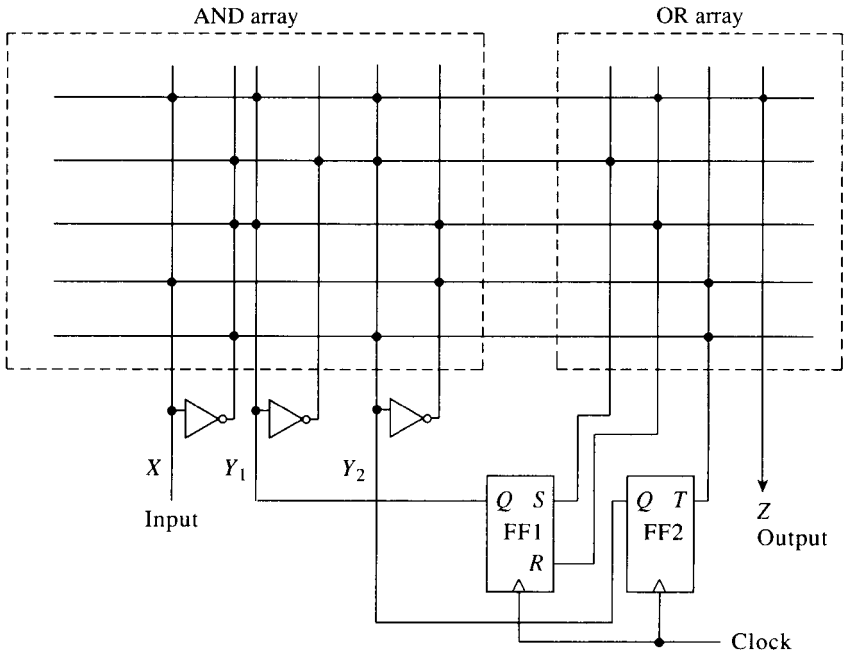 AND array
OR array
X
Y1
Y2
Input
Q S
FF1
R
Q T
FF2
Z
Output
Clock